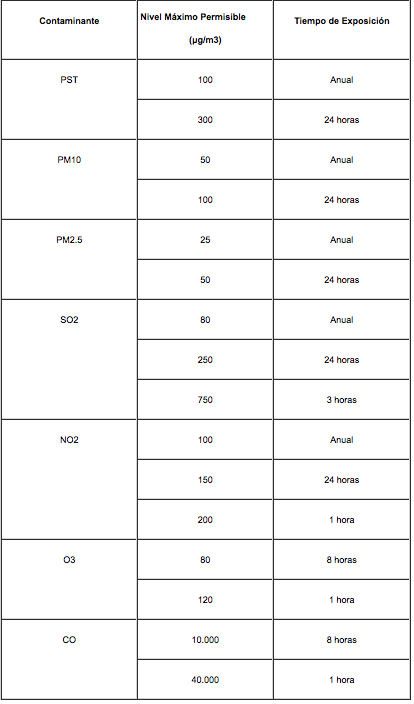 Contaminante Nivel Máximo Permisible Tiempo de Exposición
(µg/m3)
PST 100 Anual
300 24 horas
PM10 50 Anual
100 24 horas
PM2.5 25 Anual
50 24 horas
SO2 80 Anual
250 24 horas
750 3 horas
NO2 100 Anual
150 24 horas
200 1 hora
O3 80 8 horas
120 1 hora
CO 10.000 8 horas
40.000 1 hora